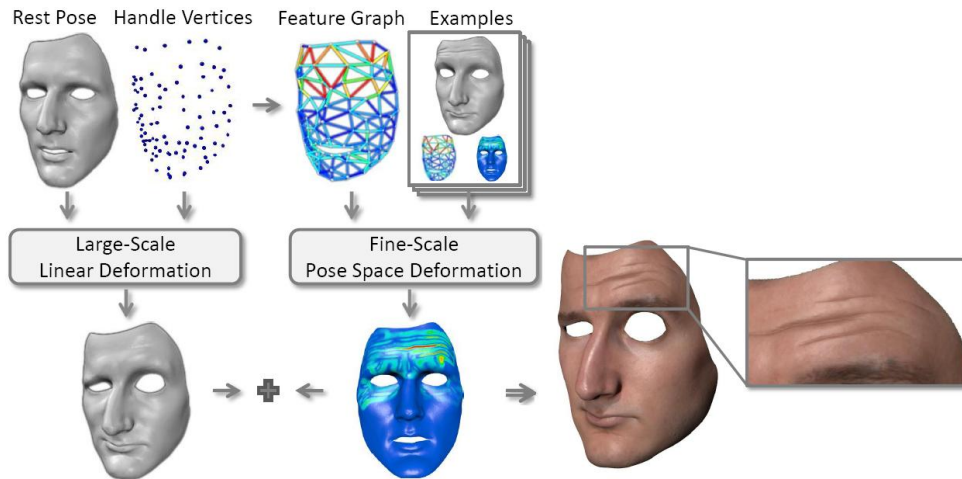 Rest Pose
Handle Vertices
Feature Graph
Examples
Large-Scale
Linear Deformation
Fine-Scale
Pose Space Deformation